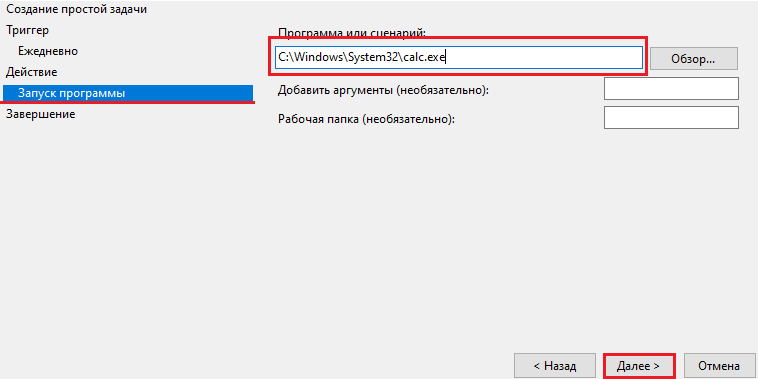 Создание простой задачи
Триггер
Ежедневно
Действие
Запуск программы
Завершение
Программа или сценарий:
C:\Windows\System32\calc.exe
Обзор...
Добавить аргументы (необязательно):
Рабочая папка (необязательно):
< Назад
Далее >
Отмена